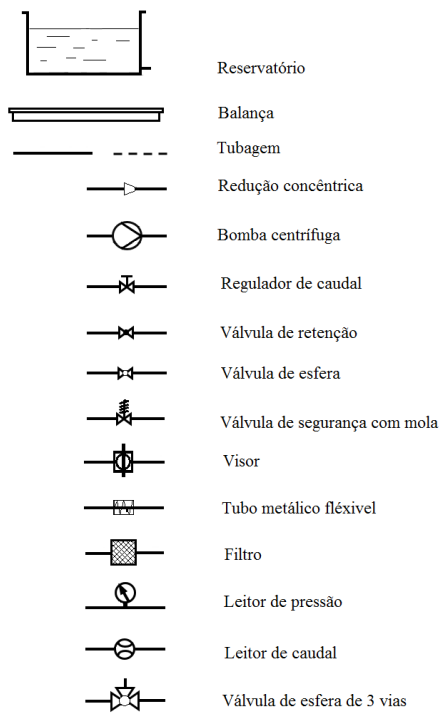 Reservatório
Balança
Tubagem
Redução concêntrica
Bomba centrífuga
Regulador de caudal
Válvula de retenção
Válvula de esfera
Válvula de segurança com mola
Visor
Tubo metálico fléxivel
Filtro
Leitor de pressão
Leitor de caudal
Válvula de esfera de 3 vias